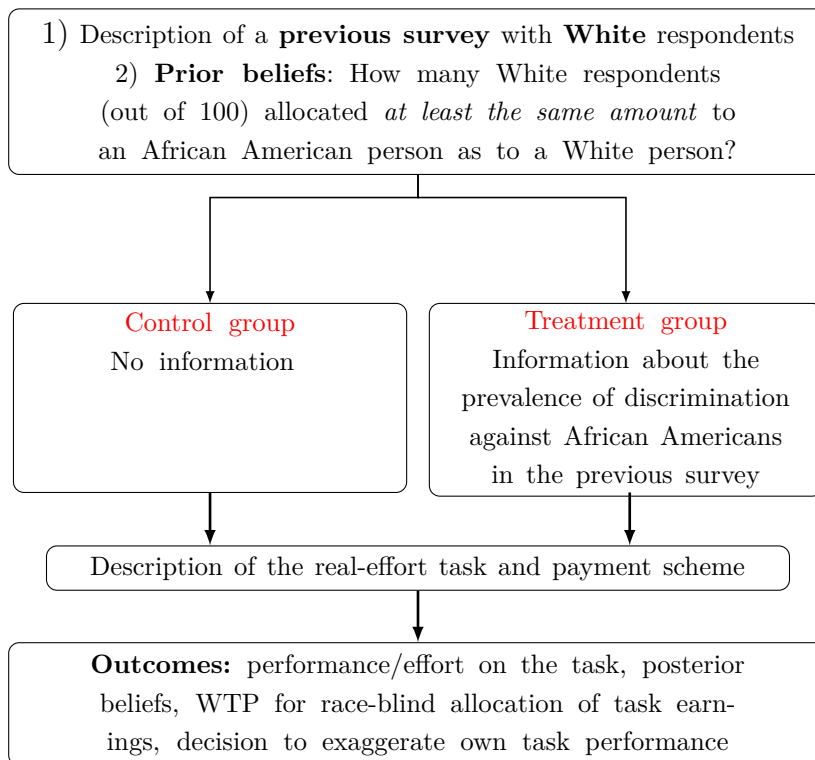 1) Description of a previous survey with White respondents
2) Prior beliefs: How many White respondents
(out of 100) allocated at least the same amount to
an African American person as to a White person?
Control group
No information
Treatment group
Information about the
prevalence of discrimination
against African Americans
in the previous survey
Description of the real-effort task and payment scheme
Outcomes: performance/effort on the task, posterior
beliefs, WTP for race-blind allocation of task earn-
ings, decision to exaggerate own task performance